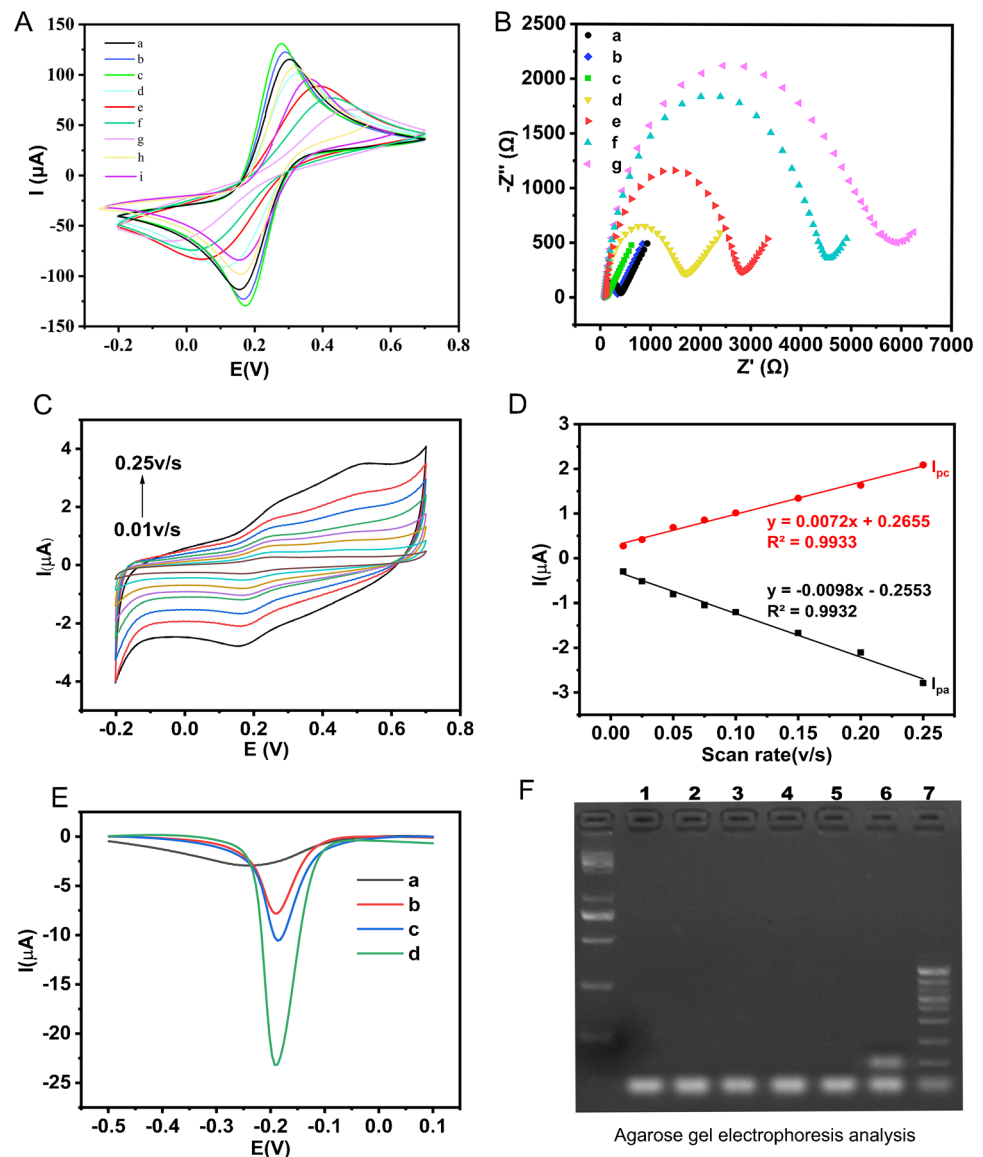 A
a
b
c
d
e
f
g
h
i
150
100
50
0
-50
-100
-150
I (µA)
-0.2
0.0
0.2
0.4
0.6
0.8
E(V)
B
a
b
c
d
e
f
g
2500
2000
1500
1000
500
0
-Z'' (Ω)
0
1000
2000
3000
4000
5000
6000
7000
Z' (Ω)
C
0.25v/s
0.01v/s
4
2
0
-2
-4
I(µA)
-0.2
0.0
0.2
0.4
0.6
0.8
E (V)
D
3
2
1
0
-1
-2
-3
I(µA)
Ipc
y = 0.0072x + 0.2655
R² = 0.9933
y = -0.0098x - 0.2553
R² = 0.9932
Ipa
0.00
0.05
0.10
0.15
0.20
0.25
Scan rate(v/s)
E
0
-5
-10
-15
-20
-25
I(µA)
a
b
c
d
-0.5
-0.4
-0.3
-0.2
-0.1
0.0
0.1
E(V)
F
1 2 3 4 5 6 7
Agarose gel electrophoresis analysis